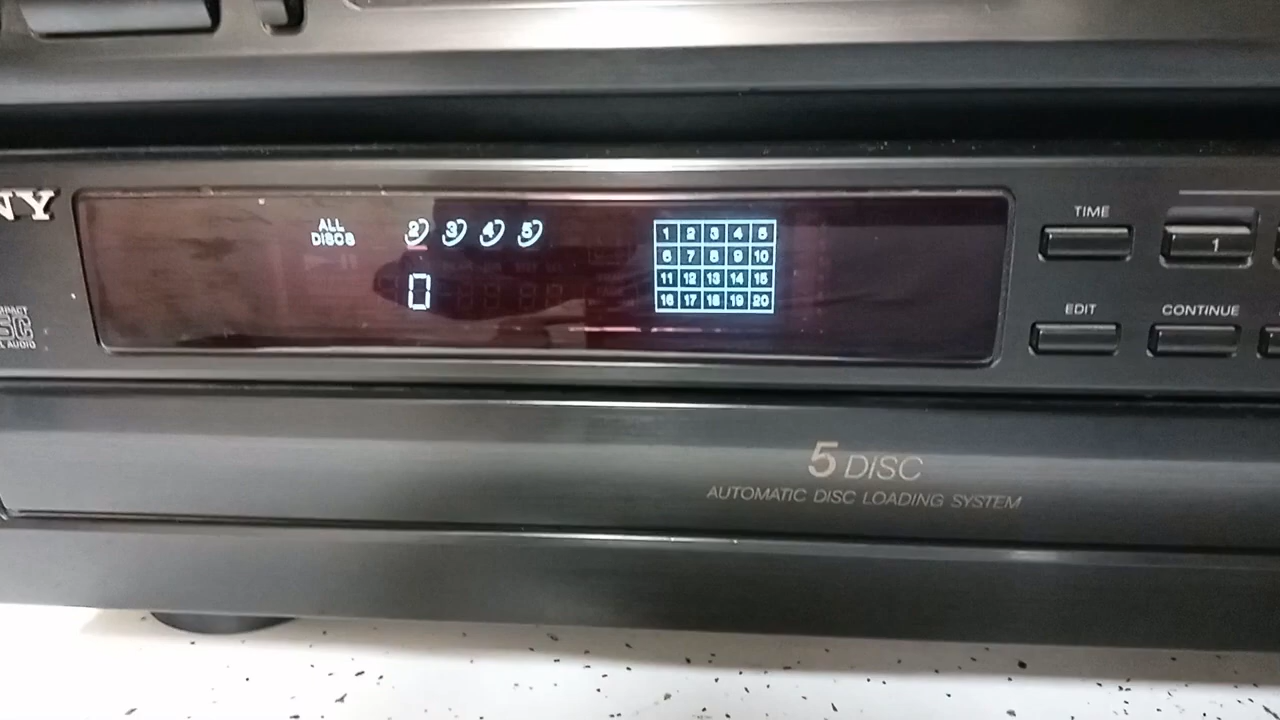 NY
ALL
DISCS
2 3 4 5
0
1 2 3 4 5
6 7 8 9 10
11 12 13 14 15
16 17 18 19 20
TIME
1
EDIT
CONTINUE
5 DISC
AUTOMATIC DISC LOADING SYSTEM